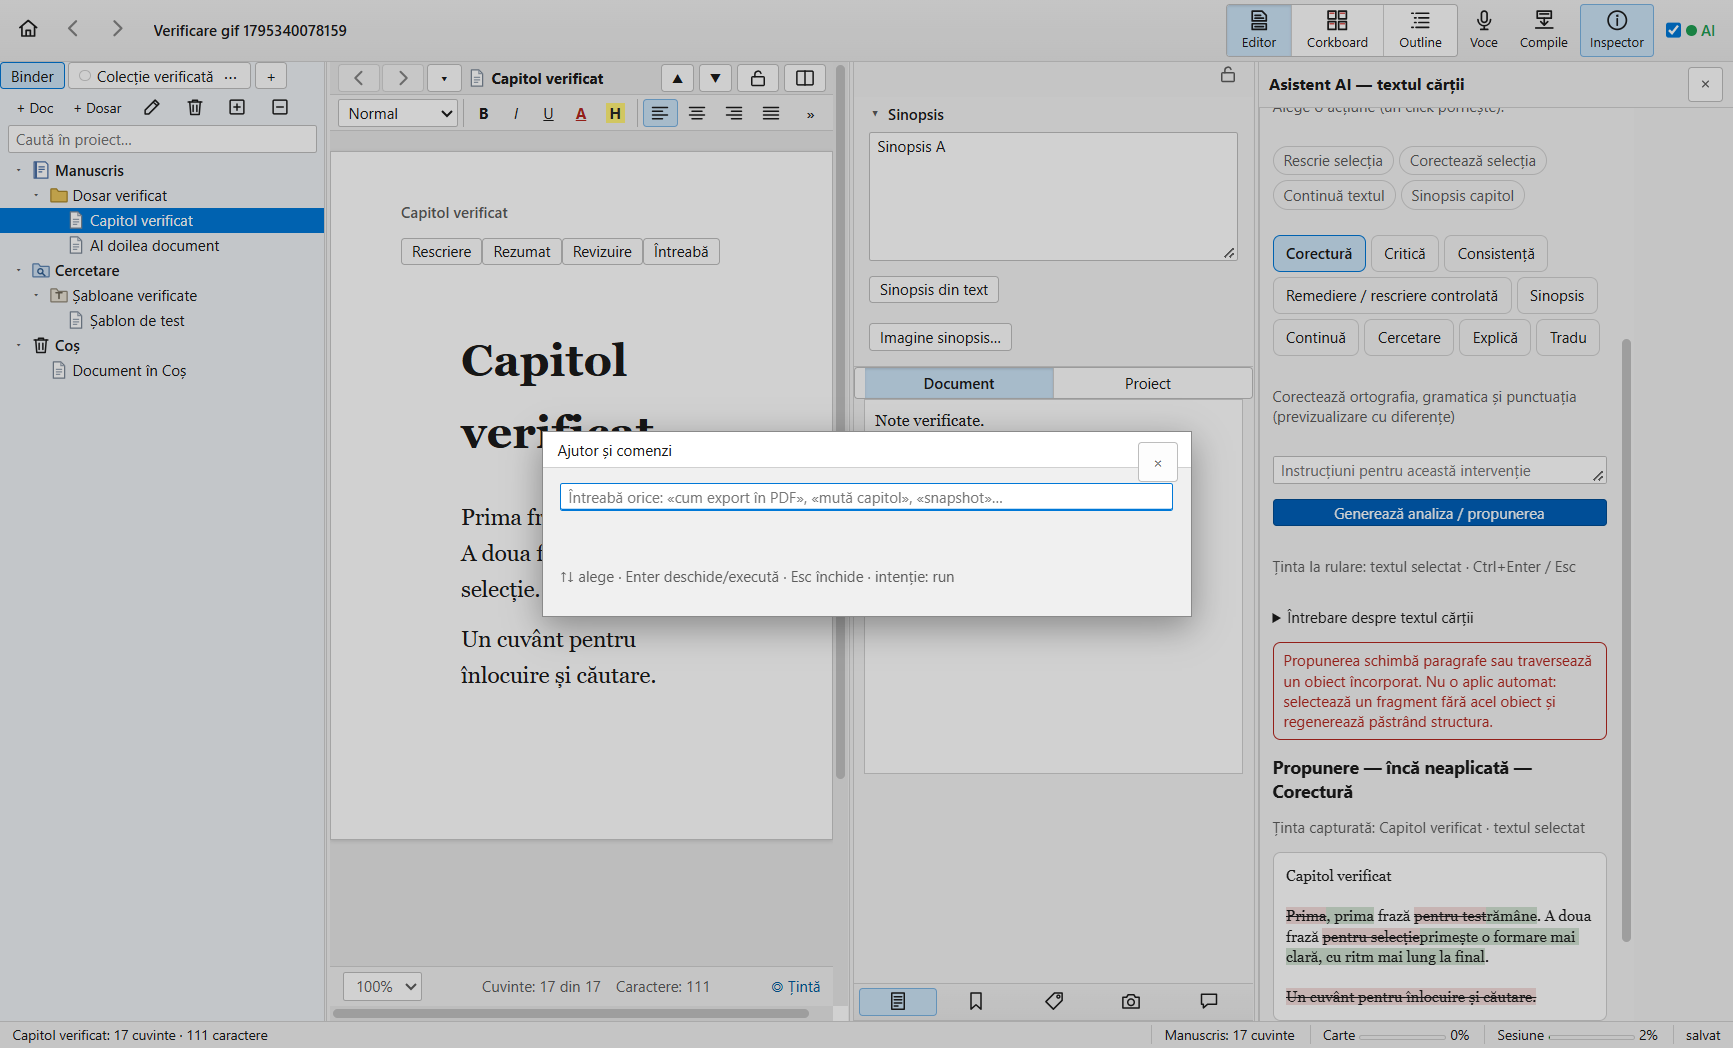 Verificare gif 1795340078159
Editor
Corkboard
Outline
Voce
Compile
Inspector
AI
Binder
Colecție verificată ...
+
+ Doc
+ Dosar
Caută în proiect...
Manuscris
Dosar verificat
Capitol verificat
Al doilea document
Cercetare
Șabloane verificate
Șablon de test
Coș
Document în Coș
Capitol verificat
Normal
B
I
U
A
H
»
Capitol verificat
Rescriere
Rezumat
Revizuire
Întreabă
Capitol
verificat
Prima fr
A doua f
selecție.
Un cuvânt pentru
înlocuire și căutare.
100%
Cuvinte: 17 din 17
Caractere: 111
Țintă
Sinopsis
Sinopsis A
Sinopsis din text
Imagine sinopsis...
Document
Proiect
Note verificate.
Ajutor și comenzi
×
Întreabă orice: «cum export în PDF», «mută capitol», «snapshot»...
↑↓ alege · Enter deschide/execută · Esc închide · intenție: run
Asistent AI — textul cărții
×
Alege o acțiune (un click pornește).
Rescrie selecția
Corectează selecția
Continuă textul
Sinopsis capitol
Corectură
Critică
Consistență
Remediere / rescriere controlată
Sinopsis
Continuă
Cercetare
Explică
Tradu
Corectează ortografia, gramatica și punctuația
(previzualizare cu diferențe)
Instrucțiuni pentru această intervenție
Generează analiza / propunerea
Ținta la rulare: textul selectat · Ctrl+Enter / Esc
Întrebare despre textul cărții
Propunerea schimbă paragrafe sau traversează
un obiect încorporat. Nu o aplic automat:
selectează un fragment fără acel obiect și
regenerează păstrând structura.
Propunere — încă neaplicată —
Corectură
Ținta capturată: Capitol verificat · textul selectat
Capitol verificat
Prima, prima frază pentru testrămâne. A doua
frază pentru selecțieprimește o formare mai
clară, cu ritm mai lung la final.
Un cuvânt pentru înlocuire și căutare.
Capitol verificat: 17 cuvinte · 111 caractere
Manuscris: 17 cuvinte
Carte
0%
Sesiune
2%
salvat